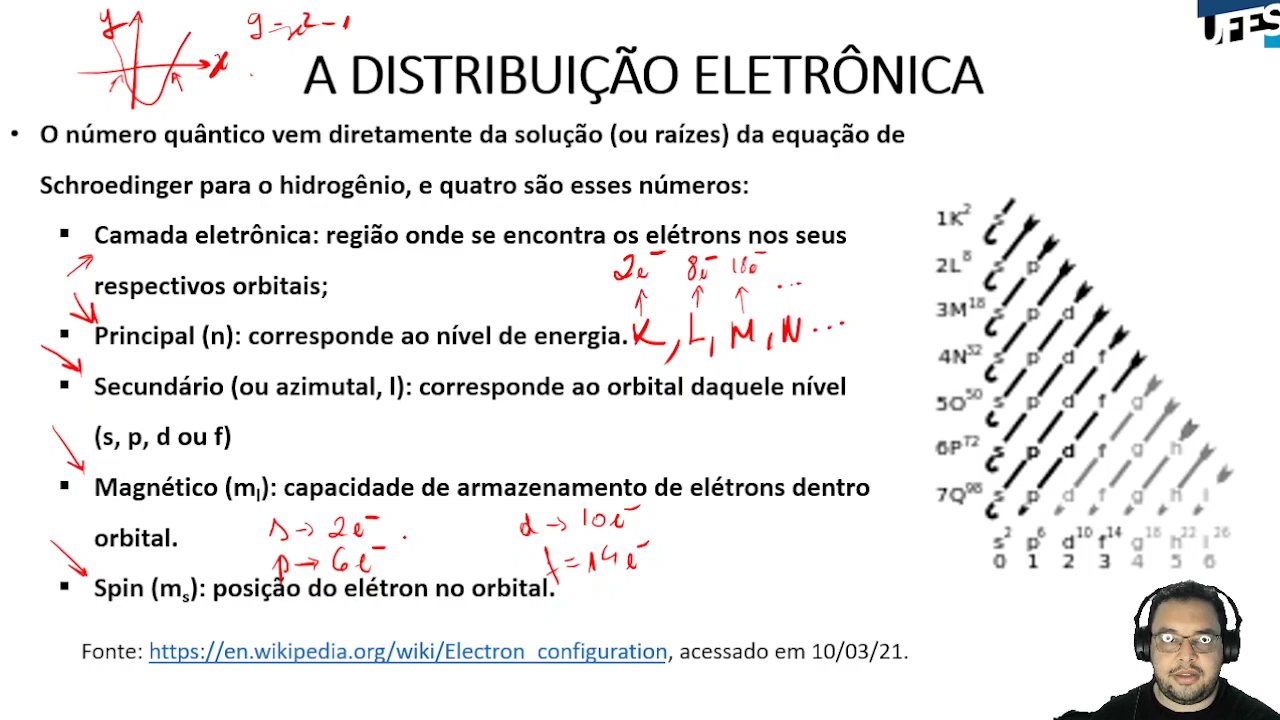 y
y=x²-1
x
UFES
A DISTRIBUIÇÃO ELETRÔNICA
• O número quântico vem diretamente da solução (ou raízes) da equação de
Schroedinger para o hidrogênio, e quatro são esses números:
▪ Camada eletrônica: região onde se encontra os elétrons nos seus
respectivos orbitais;
2e⁻ 8e⁻ 18e⁻ ...
▪ Principal (n): corresponde ao nível de energia. K, L, M, N...
▪ Secundário (ou azimutal, l): corresponde ao orbital daquele nível
(s, p, d ou f)
▪ Magnético (mₗ): capacidade de armazenamento de elétrons dentro
orbital.
s → 2e⁻ d → 10e⁻
p → 6e⁻ f = 14e⁻
▪ Spin (mₛ): posição do elétron no orbital.
Fonte: https://en.wikipedia.org/wiki/Electron_configuration, acessado em 10/03/21.
1K² s
2L⁸ s p
3M¹⁸ s p d
4N³² s p d f
5O⁵⁰ s p d f g
6P⁷² s p d f g h
7Q⁹⁸ s p d f g h i
s² p⁶ d¹⁰ f¹⁴ g¹⁸ h²² i²⁶
0 1 2 3 4 5 6